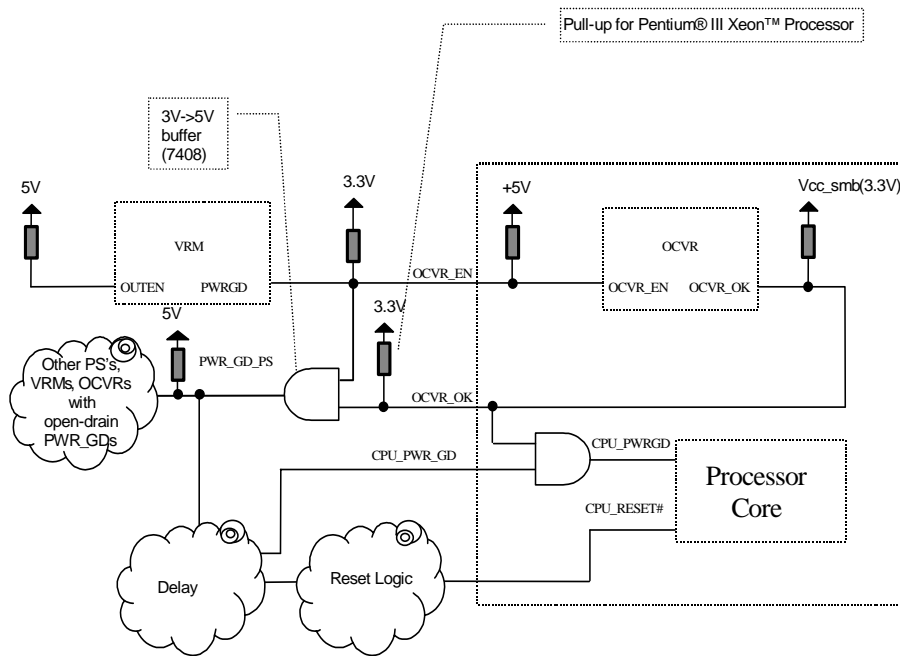 Pull-up for Pentium® III Xeon™ Processor
3V->5V
buffer
(7408)
5V
3.3V
+5V
Vcc_smb(3.3V)
VRM
OCVR
OUTEN
PWRGD
OCVR_EN
OCVR_EN
OCVR_OK
5V
3.3V
PWR_GD_PS
Other PS's,
VRMs, OCVRs
with
open-drain
PWR_GDs
OCVR_OK
CPU_PWR_GD
CPU_PWRGD
Processor
Core
CPU_RESET#
Delay
Reset Logic